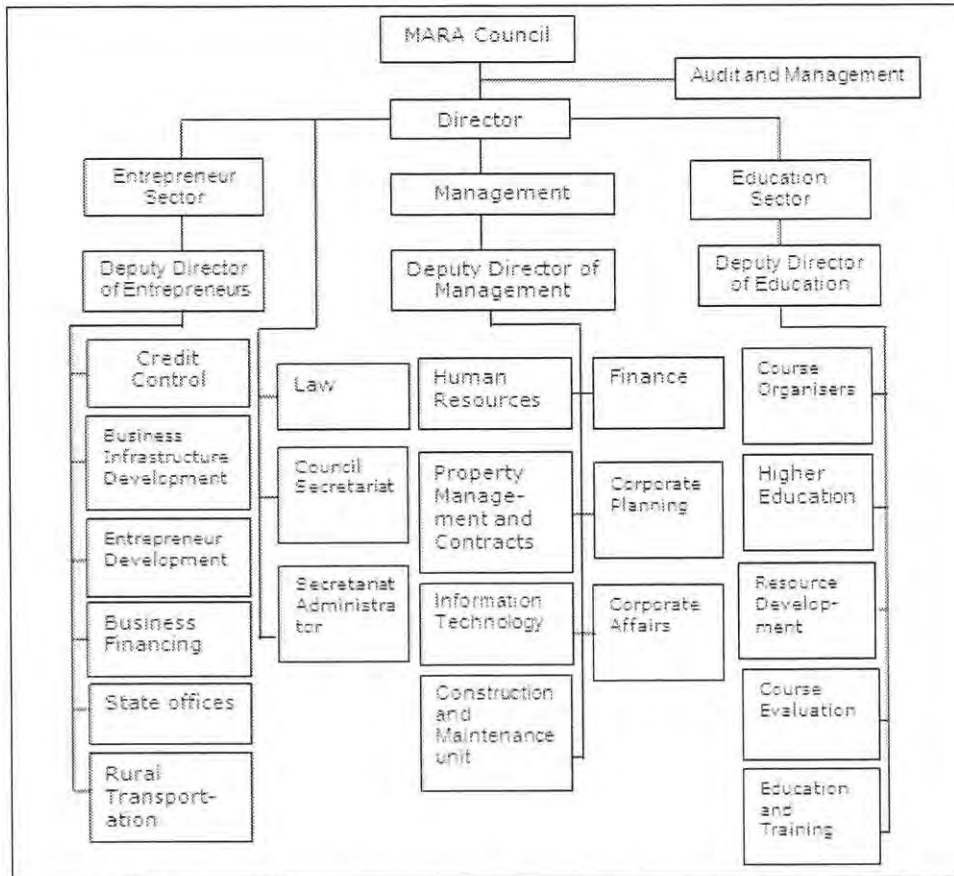 MARA Council
Audit and Management
Director
Entrepreneur
Sector
Management
Education
Sector
Deputy Director
of Entrepreneurs
Deputy Director of
Management
Deputy Director
of Education
Credit
Control
Business
Infrastructure
Development
Entrepreneur
Development
Business
Financing
State offices
Rural
Transport-
ation
Law
Council
Secretariat
Secretariat
Administra
tor
Human
Resources
Property
Manage-
ment and
Contracts
Information
Technology
Construction
and
Maintenance
unit
Finance
Corporate
Planning
Corporate
Affairs
Course
Organisers
Higher
Education
Resource
Develop-
ment
Course
Evaluation
Education
and
Training